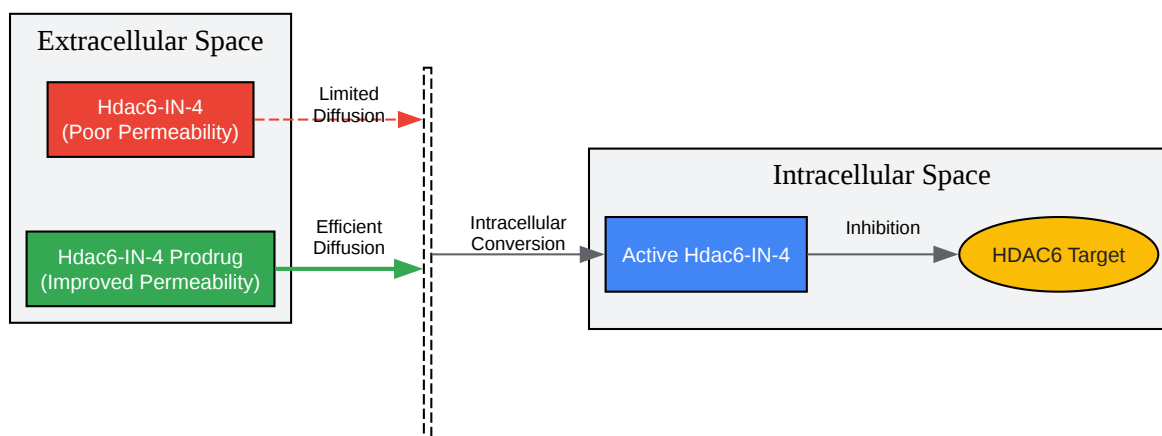 Extracellular Space
Hdac6-IN-4
(Poor Permeability)
Limited
Diffusion
Hdac6-IN-4 Prodrug
(Improved Permeability)
Efficient
Diffusion
Intracellular
Conversion
Intracellular Space
Active Hdac6-IN-4
Inhibition
HDAC6 Target